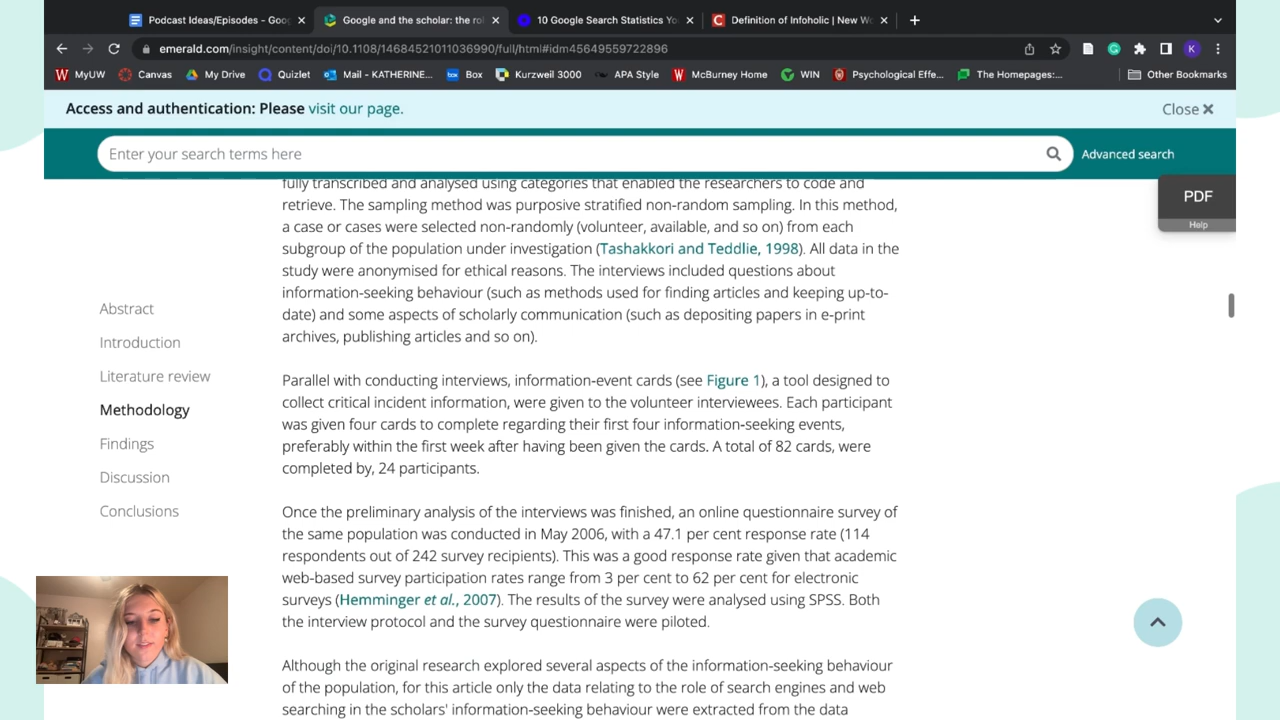 Podcast Ideas/Episodes - Goog
Google and the scholar: the rol
10 Google Search Statistics Yo
Definition of Infoholic | New Wo
emerald.com/insight/content/doi/10.1108/14684521011036990/full/html#idm45649559722896
K
MyUW
Canvas
My Drive
Quizlet
Mail - KATHERINE...
Box
Kurzweil 3000
APA Style
McBurney Home
WIN
Psychological Effe...
The Homepages:...
Other Bookmarks
Access and authentication: Please visit our page.
Close
Enter your search terms here
Advanced search
PDF
Help
Abstract
Introduction
Literature review
Methodology
Findings
Discussion
Conclusions
fully transcribed and analysed using categories that enabled the researchers to code and
retrieve. The sampling method was purposive stratified non-random sampling. In this method,
a case or cases were selected non-randomly (volunteer, available, and so on) from each
subgroup of the population under investigation (Tashakkori and Teddlie, 1998). All data in the
study were anonymised for ethical reasons. The interviews included questions about
information-seeking behaviour (such as methods used for finding articles and keeping up-to-
date) and some aspects of scholarly communication (such as depositing papers in e-print
archives, publishing articles and so on).
Parallel with conducting interviews, information-event cards (see Figure 1), a tool designed to
collect critical incident information, were given to the volunteer interviewees. Each participant
was given four cards to complete regarding their first four information-seeking events,
preferably within the first week after having been given the cards. A total of 82 cards, were
completed by, 24 participants.
Once the preliminary analysis of the interviews was finished, an online questionnaire survey of
the same population was conducted in May 2006, with a 47.1 per cent response rate (114
respondents out of 242 survey recipients). This was a good response rate given that academic
web-based survey participation rates range from 3 per cent to 62 per cent for electronic
surveys (Hemminger et al., 2007). The results of the survey were analysed using SPSS. Both
the interview protocol and the survey questionnaire were piloted.
Although the original research explored several aspects of the information-seeking behaviour
of the population, for this article only the data relating to the role of search engines and web
searching in the scholars' information-seeking behaviour were extracted from the data